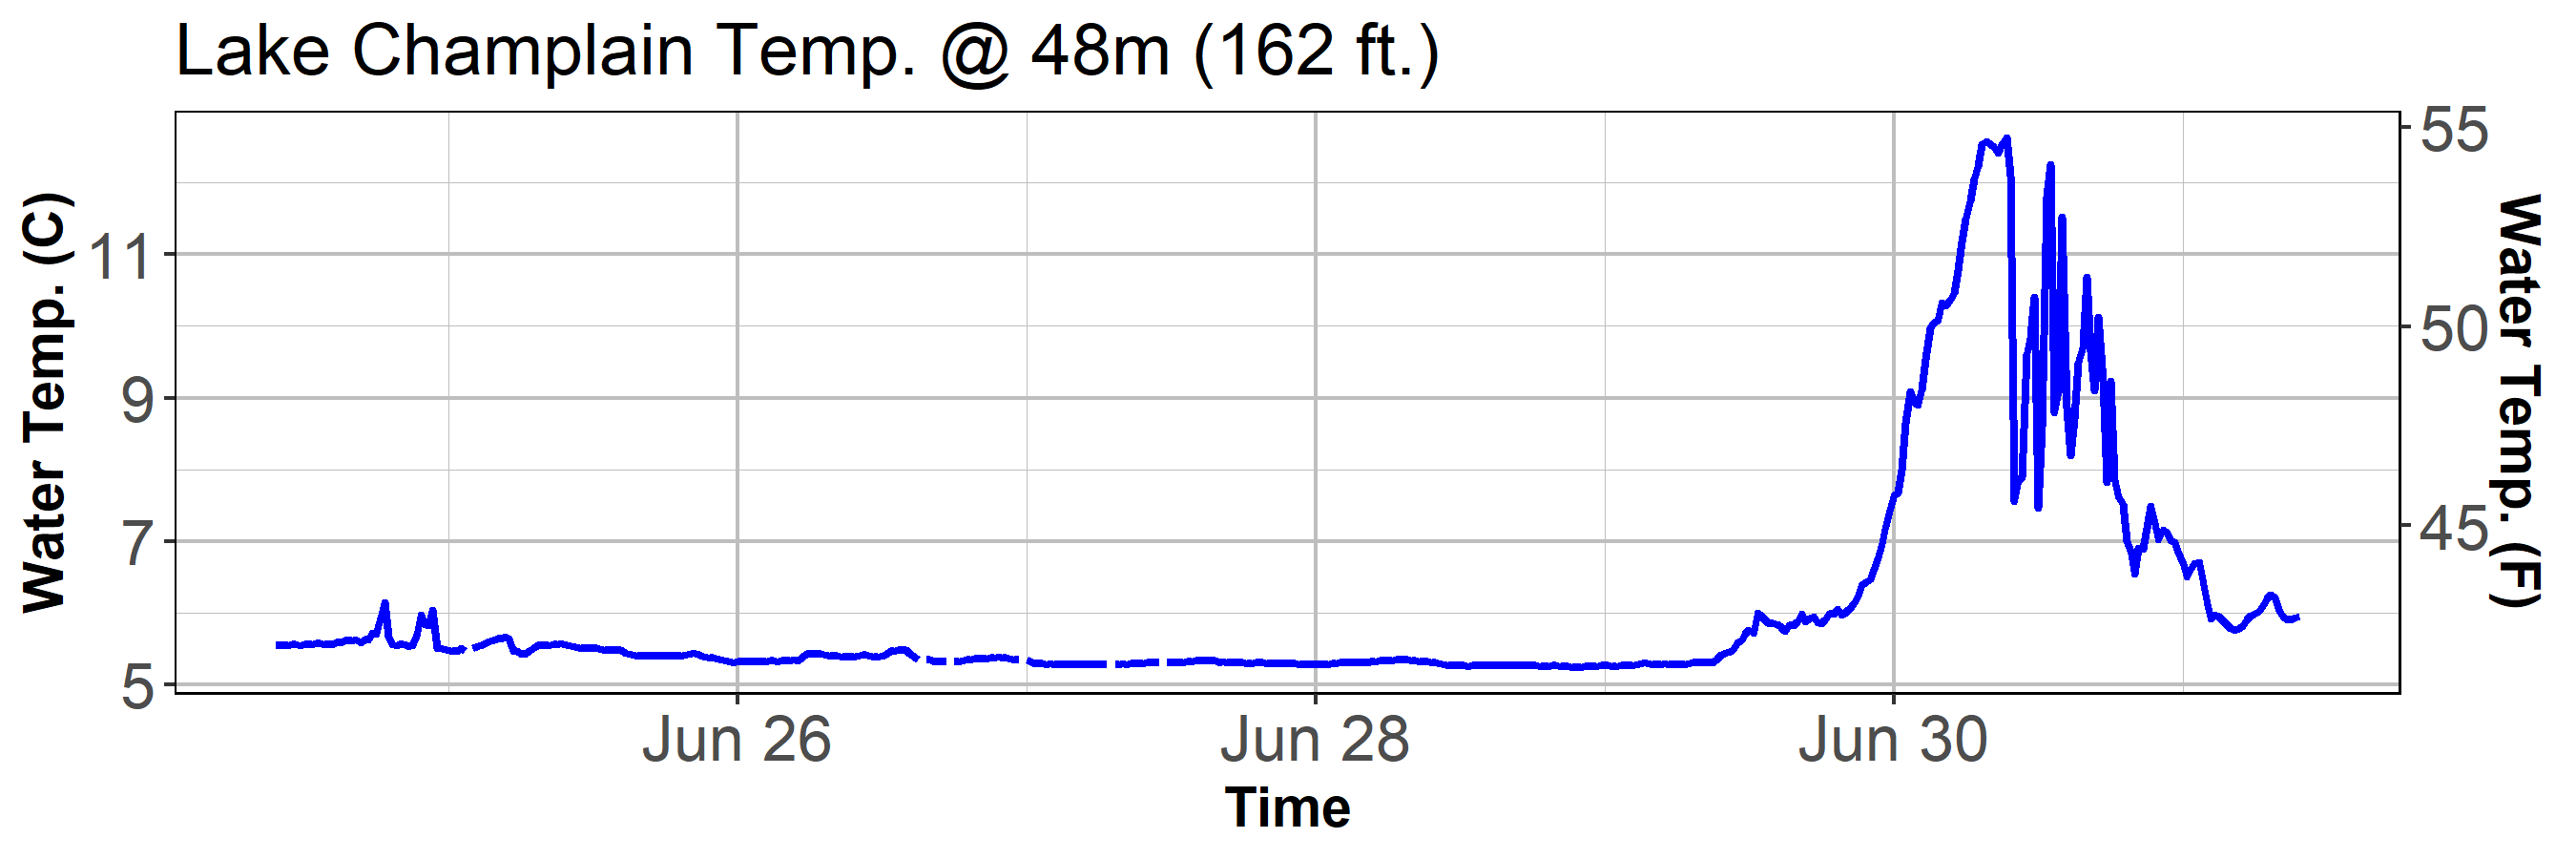 Lake Champlain Temp. @ 48m (162 ft.)
Water Temp. (C)
11
9
7
5
55
50
45
Water Temp. (F)
Jun 26
Jun 28
Jun 30
Time